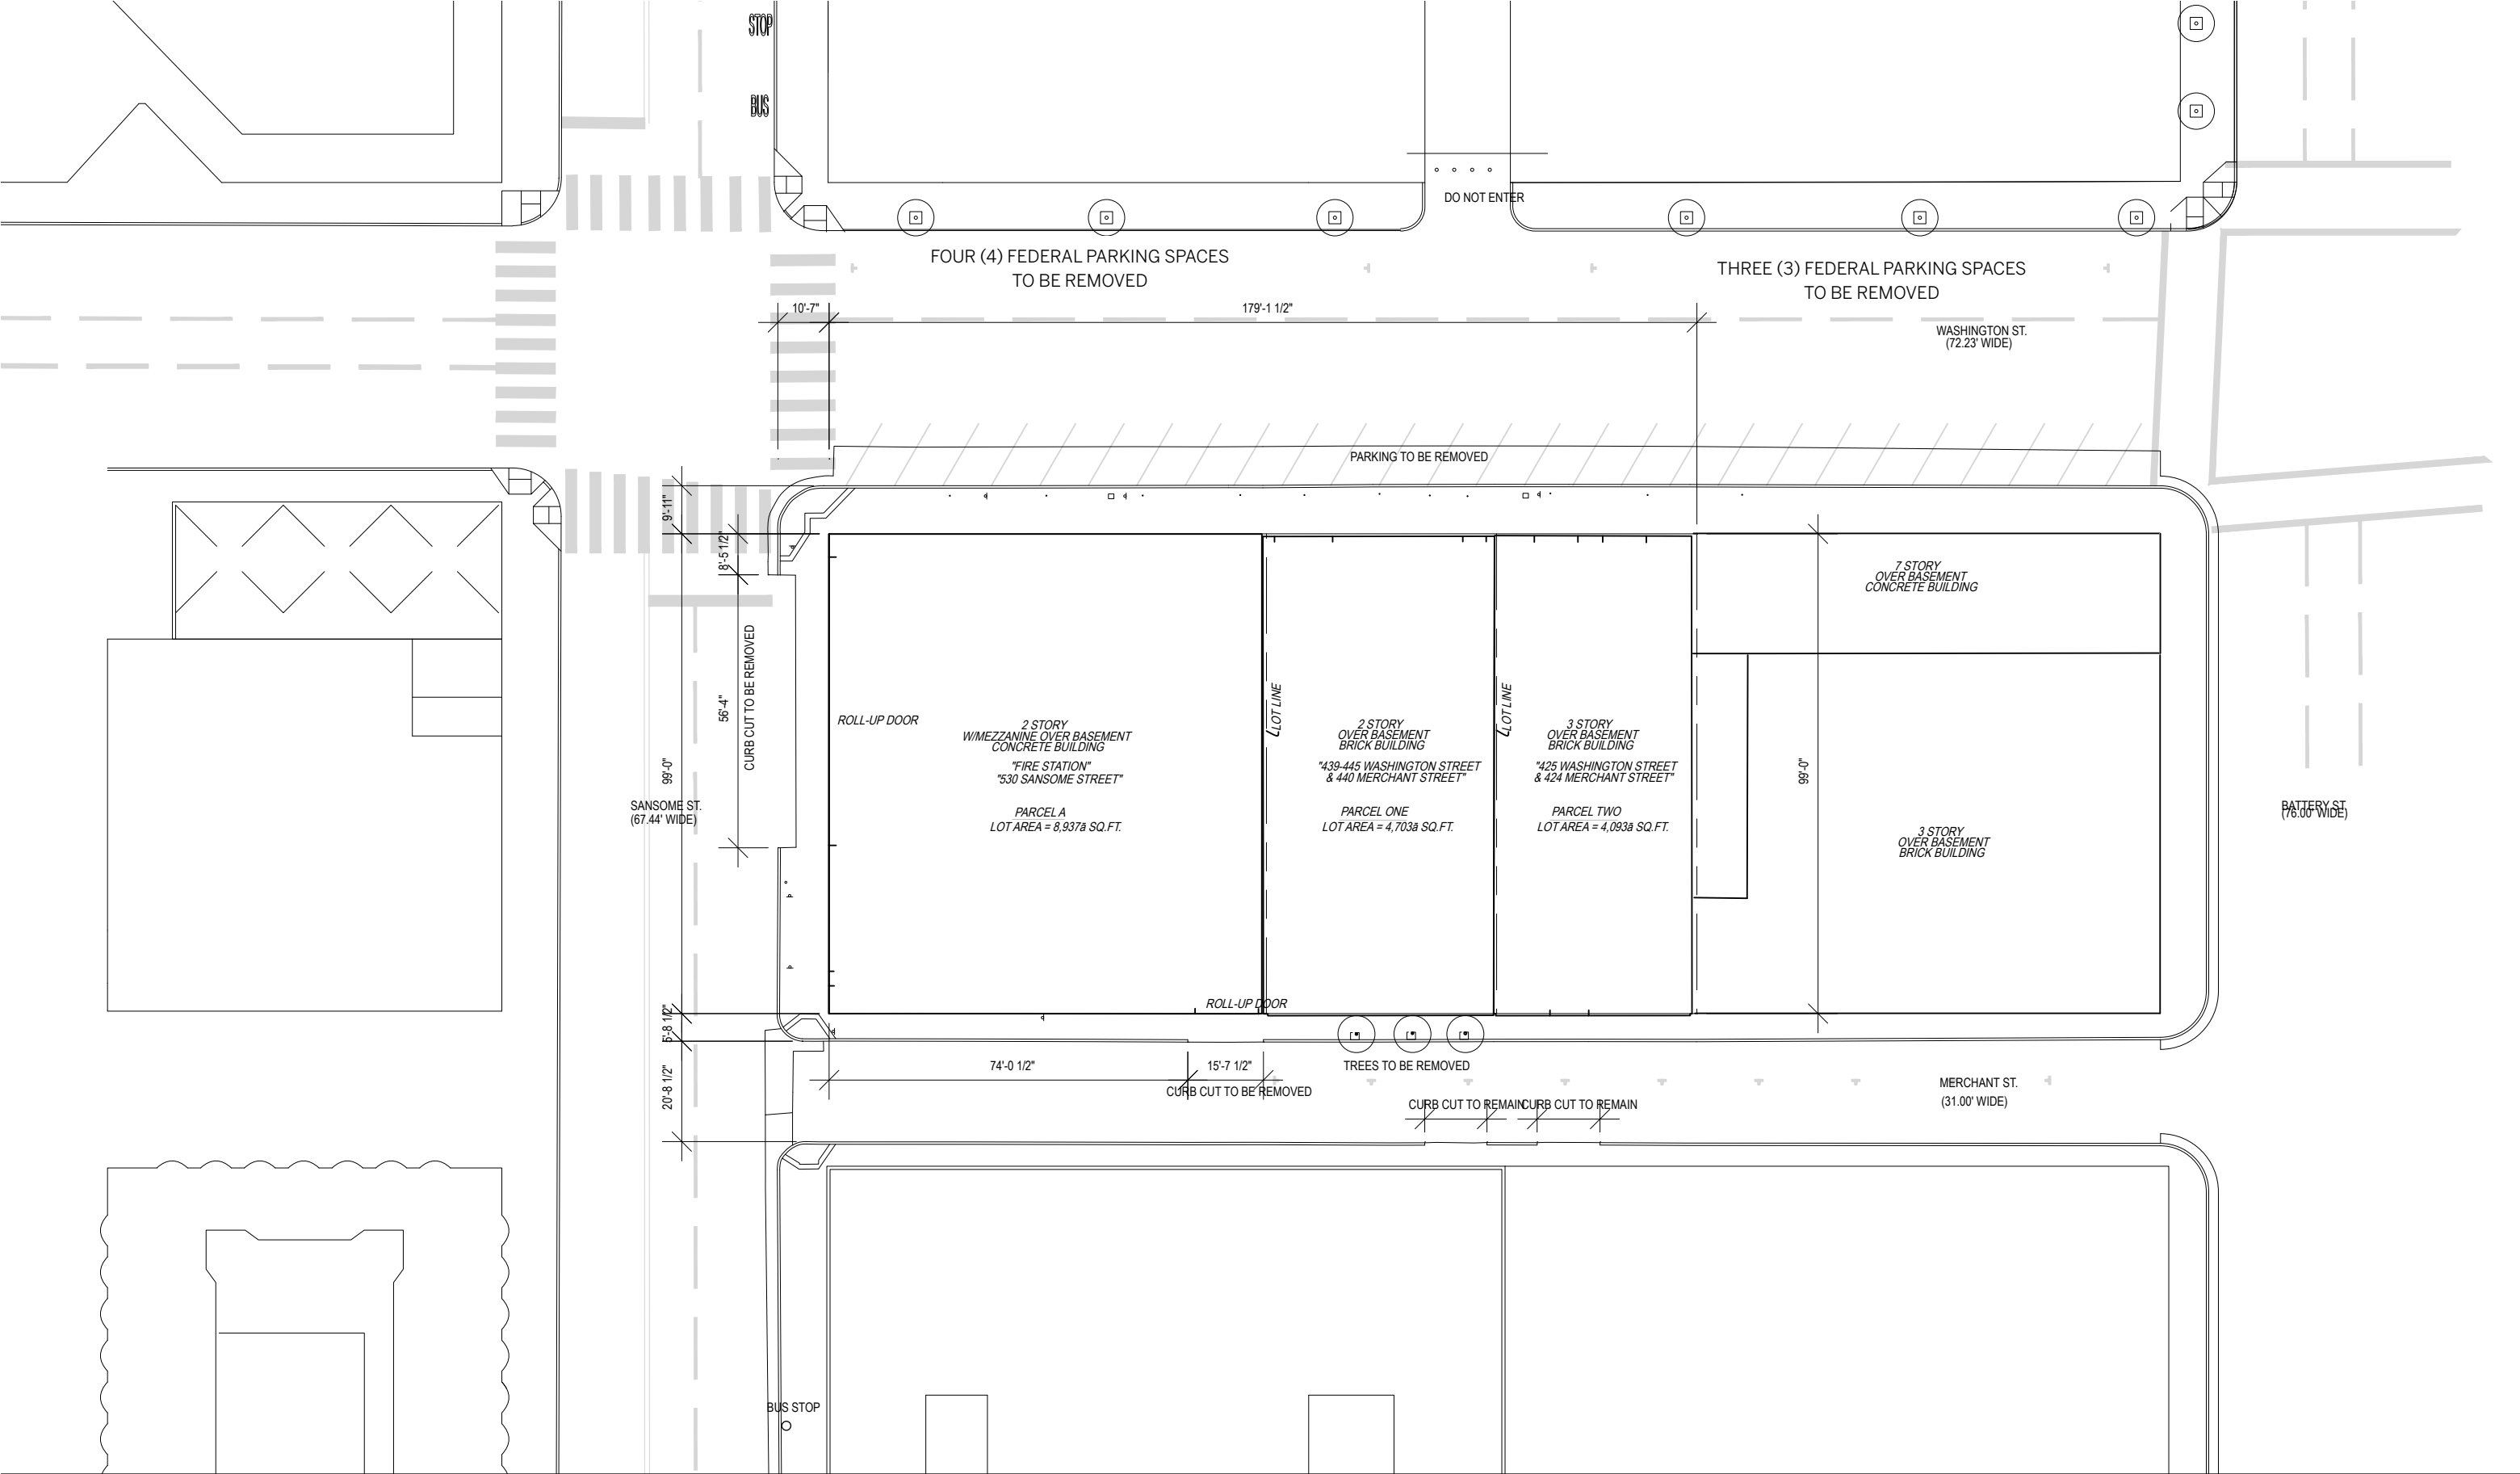 STOP
BUS
DO NOT ENTER
FOUR (4) FEDERAL PARKING SPACES
TO BE REMOVED
THREE (3) FEDERAL PARKING SPACES
TO BE REMOVED
10'-7"
179'-1 1/2"
WASHINGTON ST.
(72.23' WIDE)
PARKING TO BE REMOVED
9'-11"
8'-5 1/2"
7 STORY
OVER BASEMENT
CONCRETE BUILDING
CURB CUT TO BE REMOVED
56'-4"
99'-0"
SANSOME ST.
(67.44' WIDE)
ROLL-UP DOOR
2 STORY
W/MEZZANINE OVER BASEMENT
CONCRETE BUILDING
"FIRE STATION"
"530 SANSOME STREET"
PARCEL A
LOT AREA = 8,937ã SQ.FT.
LOT LINE
2 STORY
OVER BASEMENT
BRICK BUILDING
"439-445 WASHINGTON STREET
& 440 MERCHANT STREET"
PARCEL ONE
LOT AREA = 4,703ã SQ.FT.
LOT LINE
3 STORY
OVER BASEMENT
BRICK BUILDING
"425 WASHINGTON STREET
& 424 MERCHANT STREET"
PARCEL TWO
LOT AREA = 4,093ã SQ.FT.
99'-0"
3 STORY
OVER BASEMENT
BRICK BUILDING
BATTERY ST.
(76.00' WIDE)
ROLL-UP DOOR
5'-8 1/2"
20'-8 1/2"
74'-0 1/2"
15'-7 1/2"
CURB CUT TO BE REMOVED
TREES TO BE REMOVED
CURB CUT TO REMAIN
CURB CUT TO REMAIN
MERCHANT ST.
(31.00' WIDE)
BUS STOP